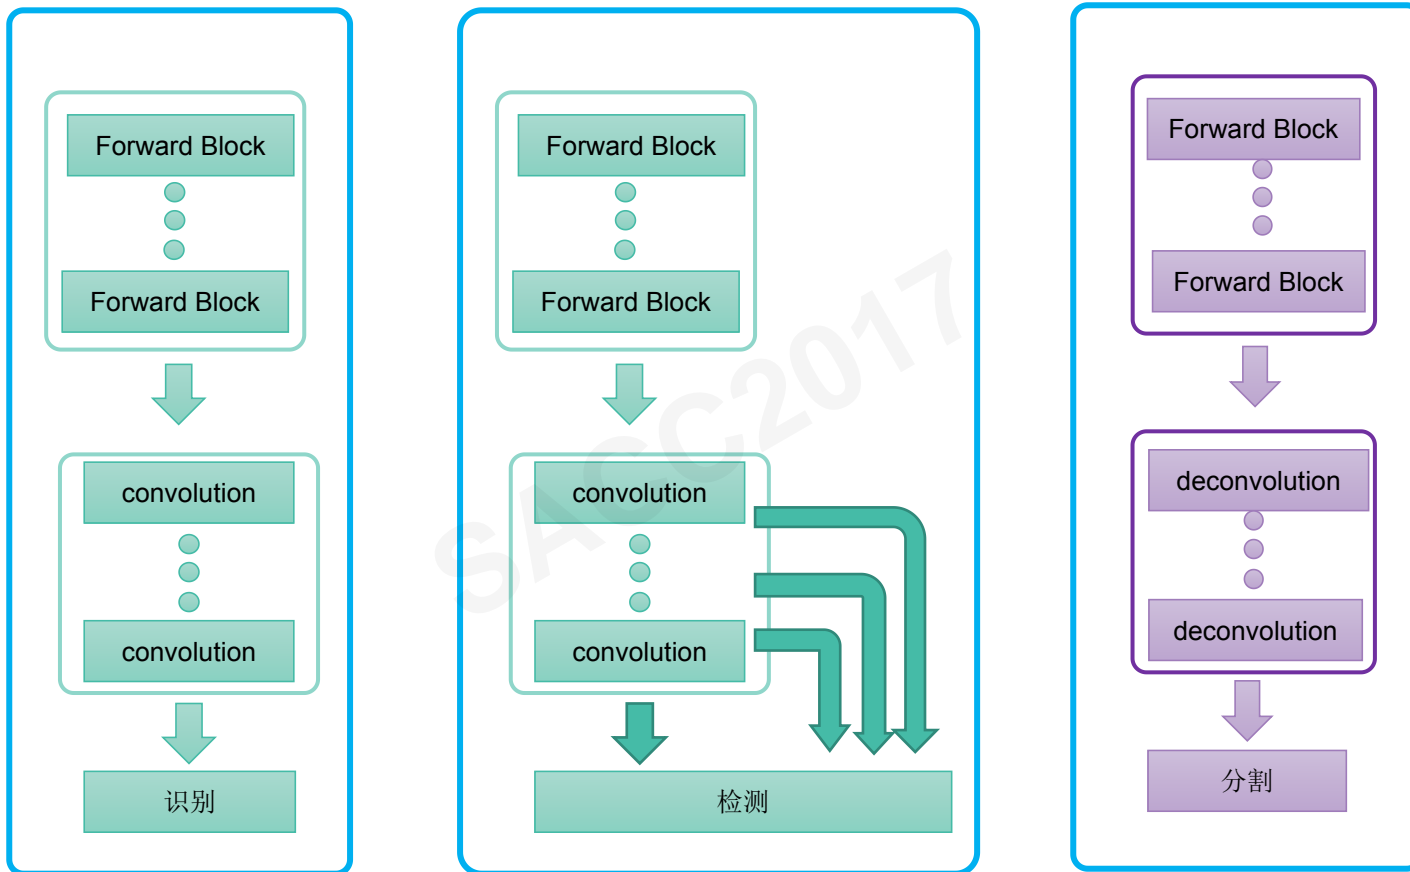 Forward Block
Forward Block
convolution
convolution
识别
Forward Block
Forward Block
convolution
convolution
检测
Forward Block
Forward Block
deconvolution
deconvolution
分割
SACC2017